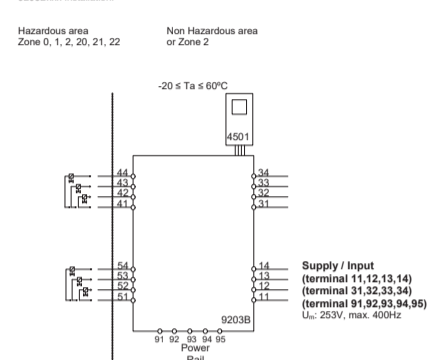 Hazardous area
Zone 0, 1, 2, 20, 21, 22
Non Hazardous area
or Zone 2
-20 ≤ Ta ≤ 60ºC
4501
44
43
42
41
34
33
32
31
54
53
52
51
14
13
12
11
Supply / Input
(terminal 11,12,13,14)
(terminal 31,32,33,34)
(terminal 91,92,93,94,95)
Um: 253V, max. 400Hz
9203B
91 92 93 94 95
Power
Rail